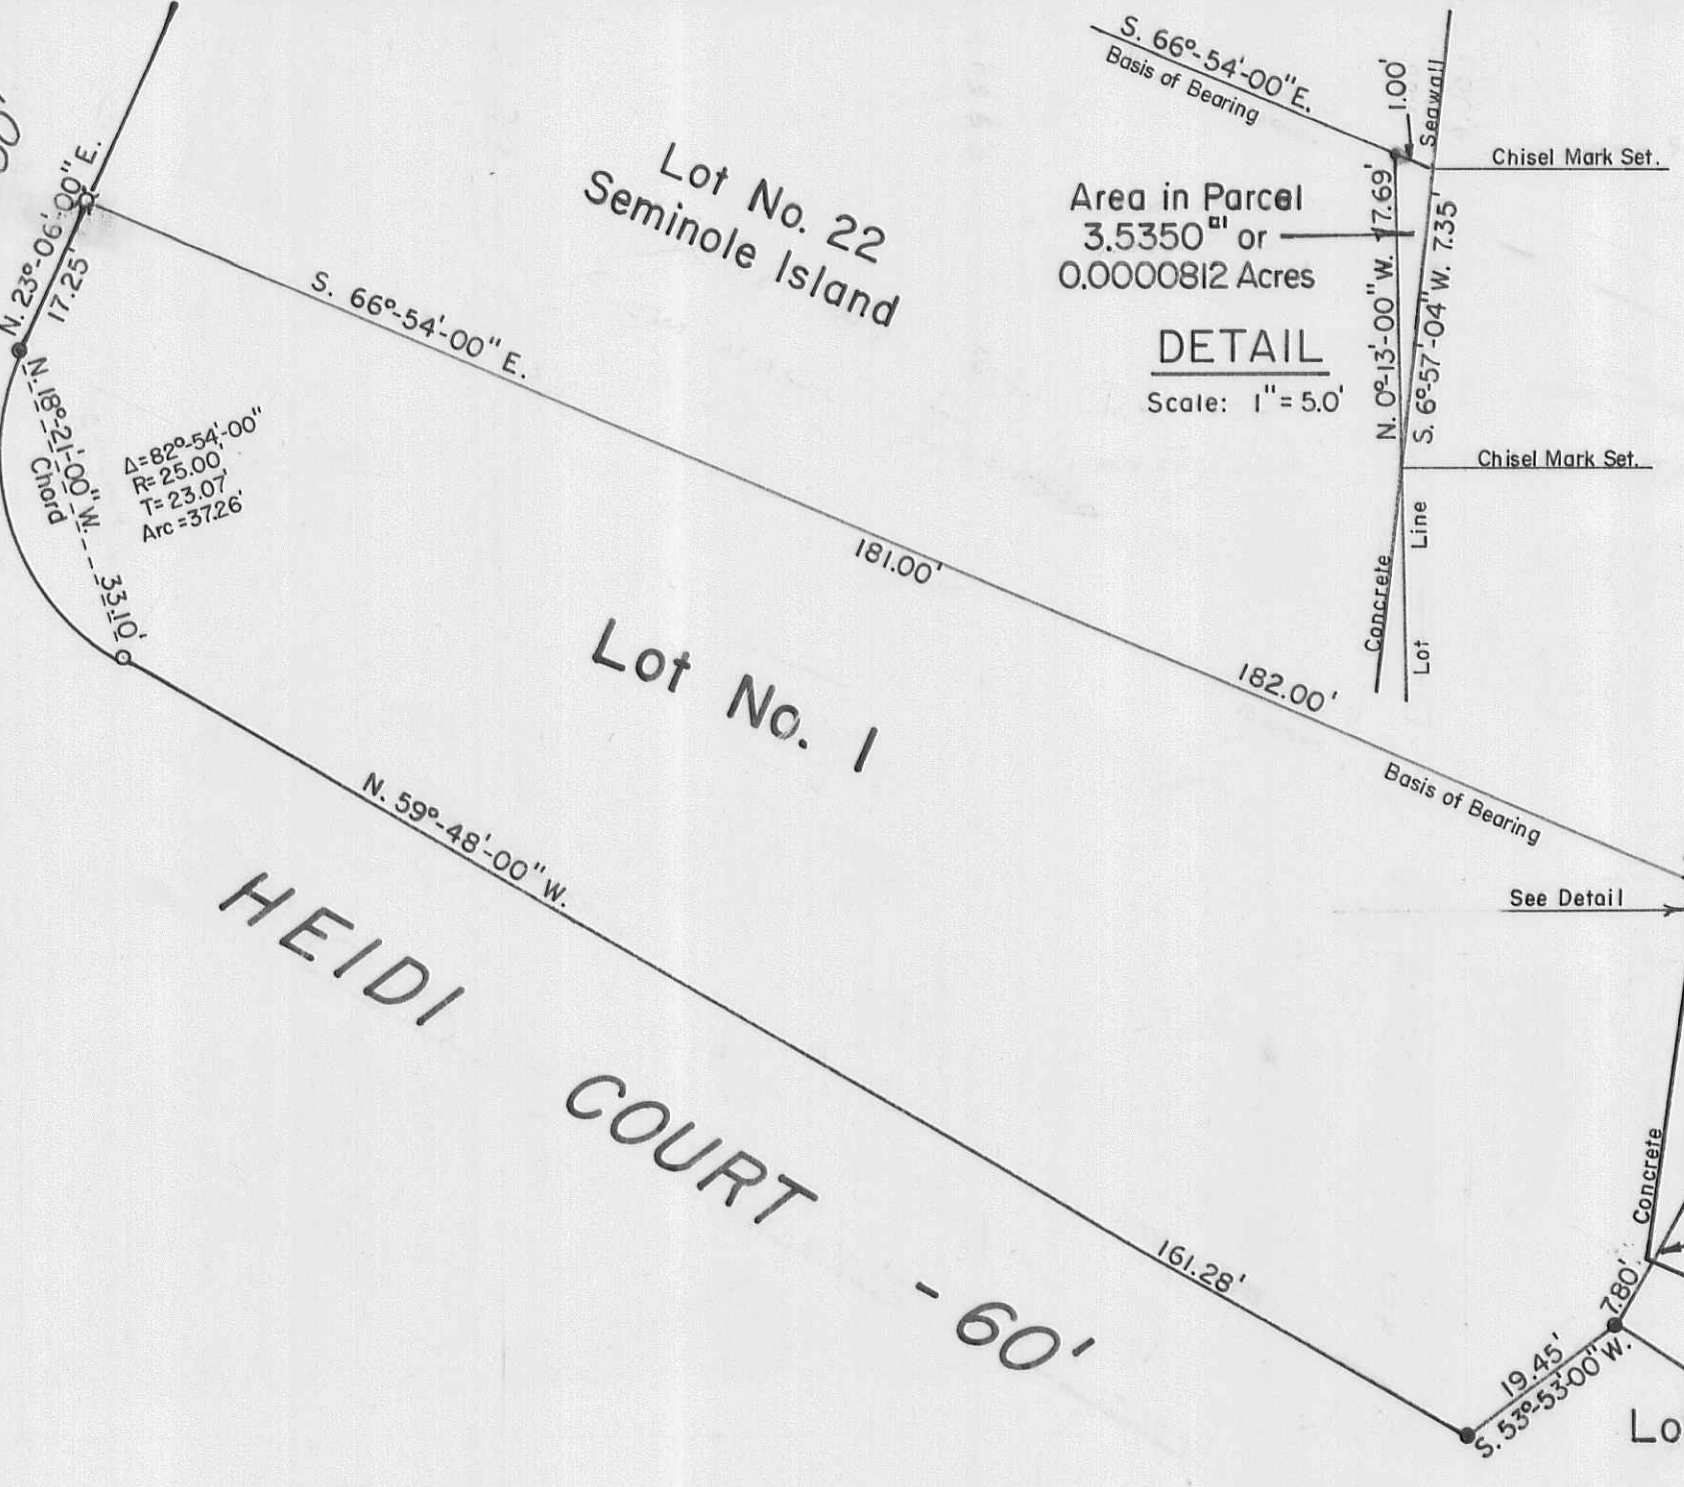 S. 66°-54'-00" E.
Basis of Bearing
1.00'
Seawall
Chisel Mark Set.
Area in Parcel
3.5350 or
0.0000812 Acres
N. 0°-13'-00" W. 17.69'
S. 6°-57'-04" W. 7.35'
DETAIL
Scale: 1" = 5.0'
Chisel Mark Set.
Concrete
Lot Line
Lot No. 22
Seminole Island
N. 23°-06'-00" E.
17.25'
S. 66°-54'-00" E.
N. 18°-21'-00" W. 33.10'
Chord
Δ=82°-54'-00"
R= 25.00'
T= 23.07'
Arc =37.26'
181.00'
182.00'
Basis of Bearing
Lot No. 1
See Detail
N. 59°-48'-00" W.
161.28'
HEIDI COURT - 60'
Concrete
7.80'
19.45'
S. 53°-53'-00" W.
Lo